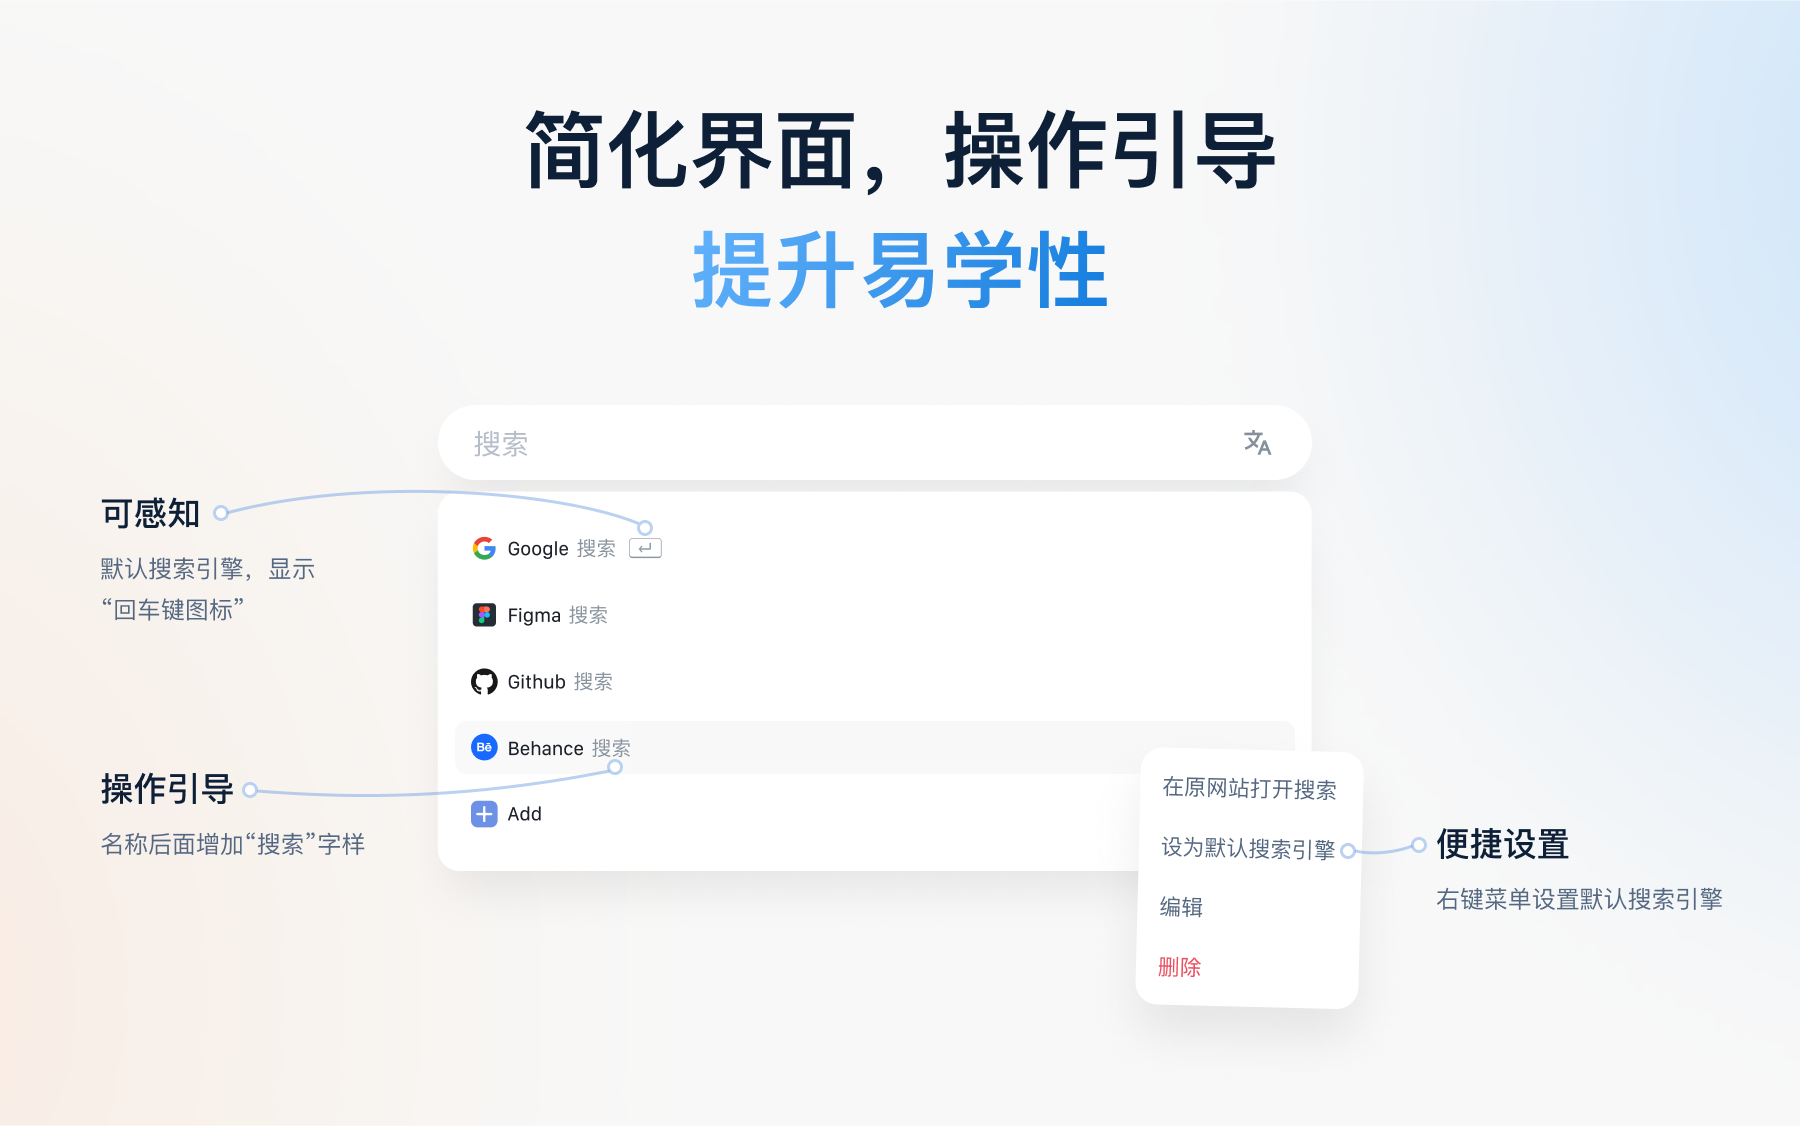 简化界面，操作引导
提升易学性
搜索
文A
可感知
默认搜索引擎，显示
“回车键图标”
Google 搜索
Figma 搜索
Github 搜索
Bē Behance 搜索
Add
操作引导
名称后面增加“搜索”字样
在原网站打开搜索
设为默认搜索引擎
编辑
删除
便捷设置
右键菜单设置默认搜索引擎